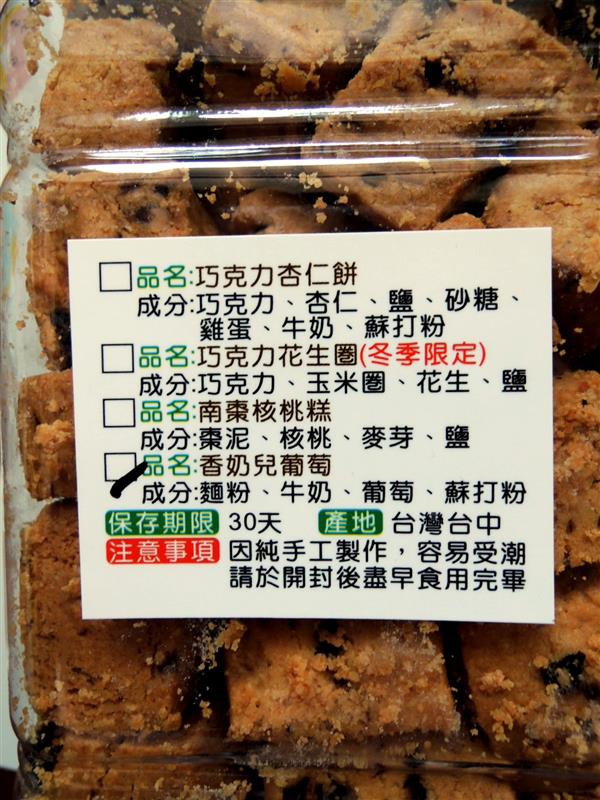 □品名:巧克力杏仁餅
成分:巧克力、杏仁、鹽、砂糖、
雞蛋、牛奶、蘇打粉
□品名:巧克力花生圈(冬季限定)
成分:巧克力、玉米圈、花生、鹽
□品名:南棗核桃糕
成分:棗泥、核桃、麥芽、鹽
□品名:香奶兒葡萄
成分:麵粉、牛奶、葡萄、蘇打粉
保存期限 30天 產地 台灣台中
注意事項 因純手工製作,容易受潮
請於開封後盡早食用完畢